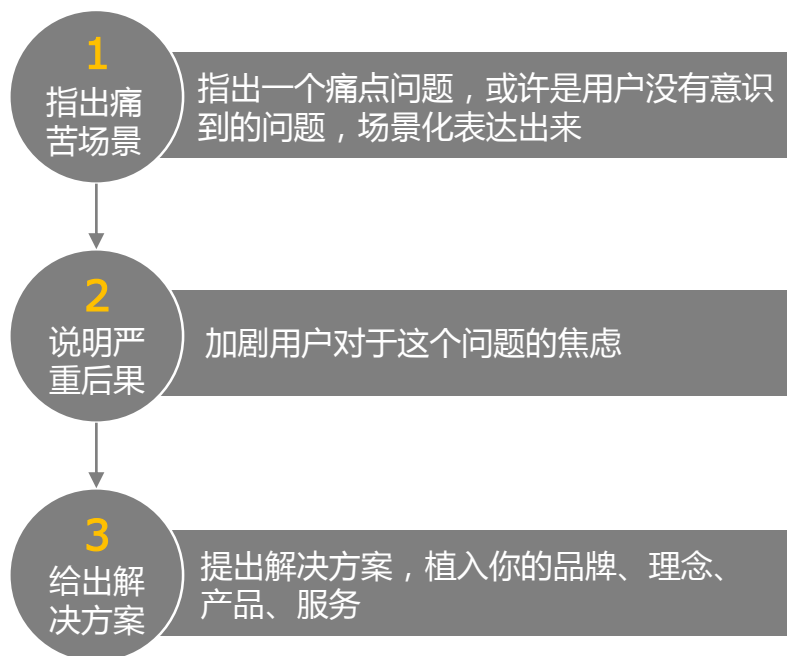 1
指出痛
苦场景
指出一个痛点问题，或许是用户没有意识
到的问题，场景化表达出来
2
说明严
重后果
加剧用户对于这个问题的焦虑
3
给出解
决方案
提出解决方案，植入你的品牌、理念、
产品、服务